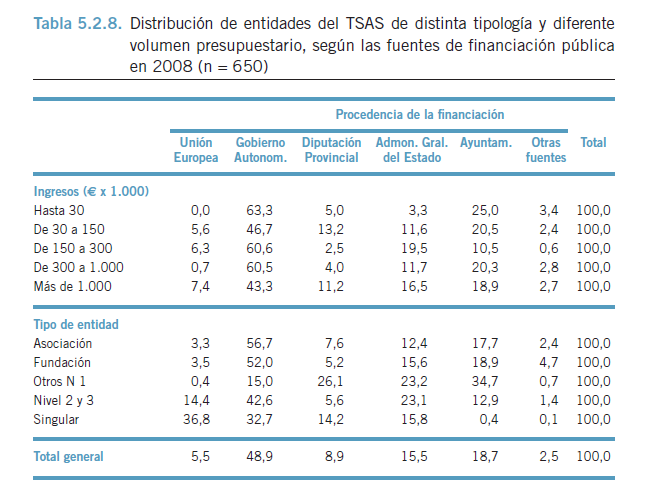 Tabla 5.2.8. Distribución de entidades del TSAS de distinta tipología y diferente
volumen presupuestario, según las fuentes de financiación pública
en 2008 (n = 650)
Procedencia de la financiación
Unión Gobierno Diputación Admon. Gral. Ayuntam. Otras Total
Europea Autonom. Provincial del Estado fuentes
Ingresos (€ x 1.000)
Hasta 30 0,0 63,3 5,0 3,3 25,0 3,4 100,0
De 30 a 150 5,6 46,7 13,2 11,6 20,5 2,4 100,0
De 150 a 300 6,3 60,6 2,5 19,5 10,5 0,6 100,0
De 300 a 1.000 0,7 60,5 4,0 11,7 20,3 2,8 100,0
Más de 1.000 7,4 43,3 11,2 16,5 18,9 2,7 100,0
Tipo de entidad
Asociación 3,3 56,7 7,6 12,4 17,7 2,4 100,0
Fundación 3,5 52,0 5,2 15,6 18,9 4,7 100,0
Otros N 1 0,4 15,0 26,1 23,2 34,7 0,7 100,0
Nivel 2 y 3 14,4 42,6 5,6 23,1 12,9 1,4 100,0
Singular 36,8 32,7 14,2 15,8 0,4 0,1 100,0
Total general 5,5 48,9 8,9 15,5 18,7 2,5 100,0